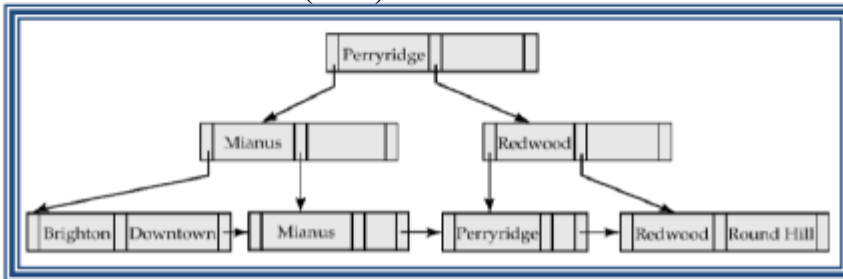 Perryridge
Mianus Redwood
Brighton Downtown Mianus Perryridge Redwood Round Hill